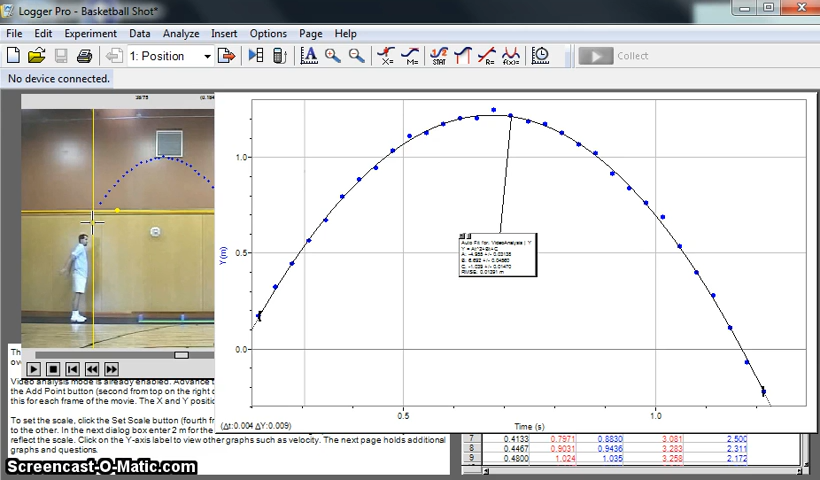 Logger Pro - Basketball Shot*
File Edit Experiment Data Analyze Insert Options Page Help
1: Position
Collect
No device connected.
1.0
0.5
0.0
Y (m)
0.5
1.0
Time (s)
(Δt:0.004 ΔY:0.009)
Auto Fit for: VideoAnalysis | Y
Video analysis mode is already enabled. Advance t
the Add Point button (second from top on the right o
this for each frame of the movie. The X and Y positi
To set the scale, click the Set Scale button (fourth f
to the other. In the next dialog box enter 2 m for the
reflect the scale. Click on the Y-axis label to view other graphs such as velocity. The next page holds additional
graphs and questions.
7 0.4133 0.7971 0.8830 3.081 2.500
8 0.4467 0.9031 0.9436 3.283 2.311
9 0.4800 1.024 1.035 3.258 2.172
Screencast-O-Matic.com